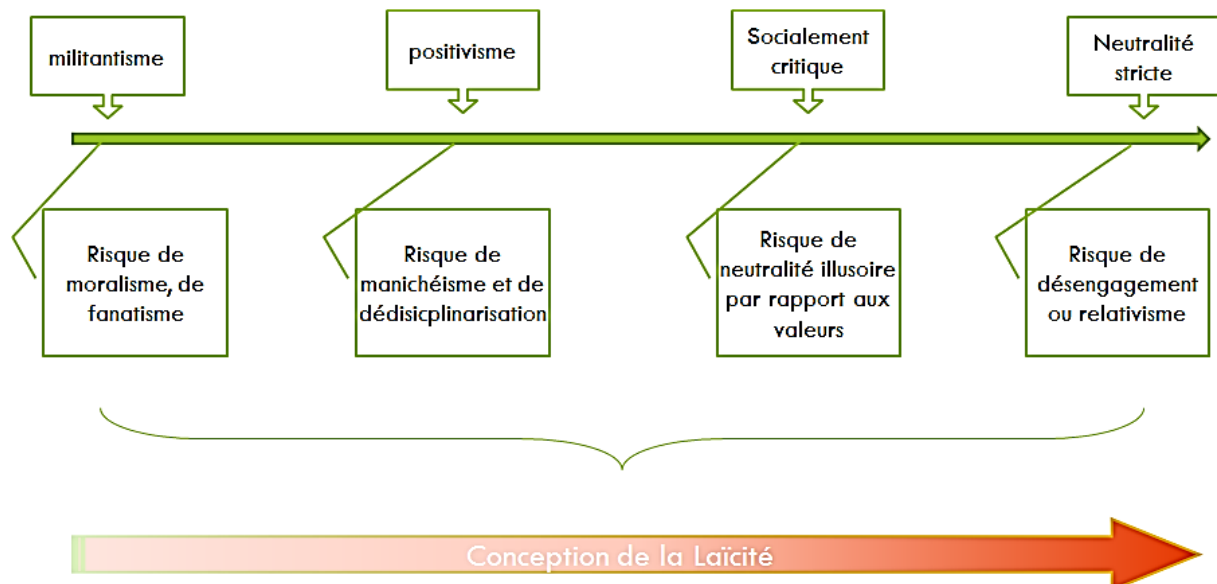 militantisme
positivisme
Socialement
critique
Neutralité
stricte
Risque de
moralisme, de
fanatisme
Risque de
manichéisme et de
dédisicplinarisation
Risque de
neutralité illusoire
par rapport aux
valeurs
Risque de
désengagement
ou relativisme
Conception de la Laïcité